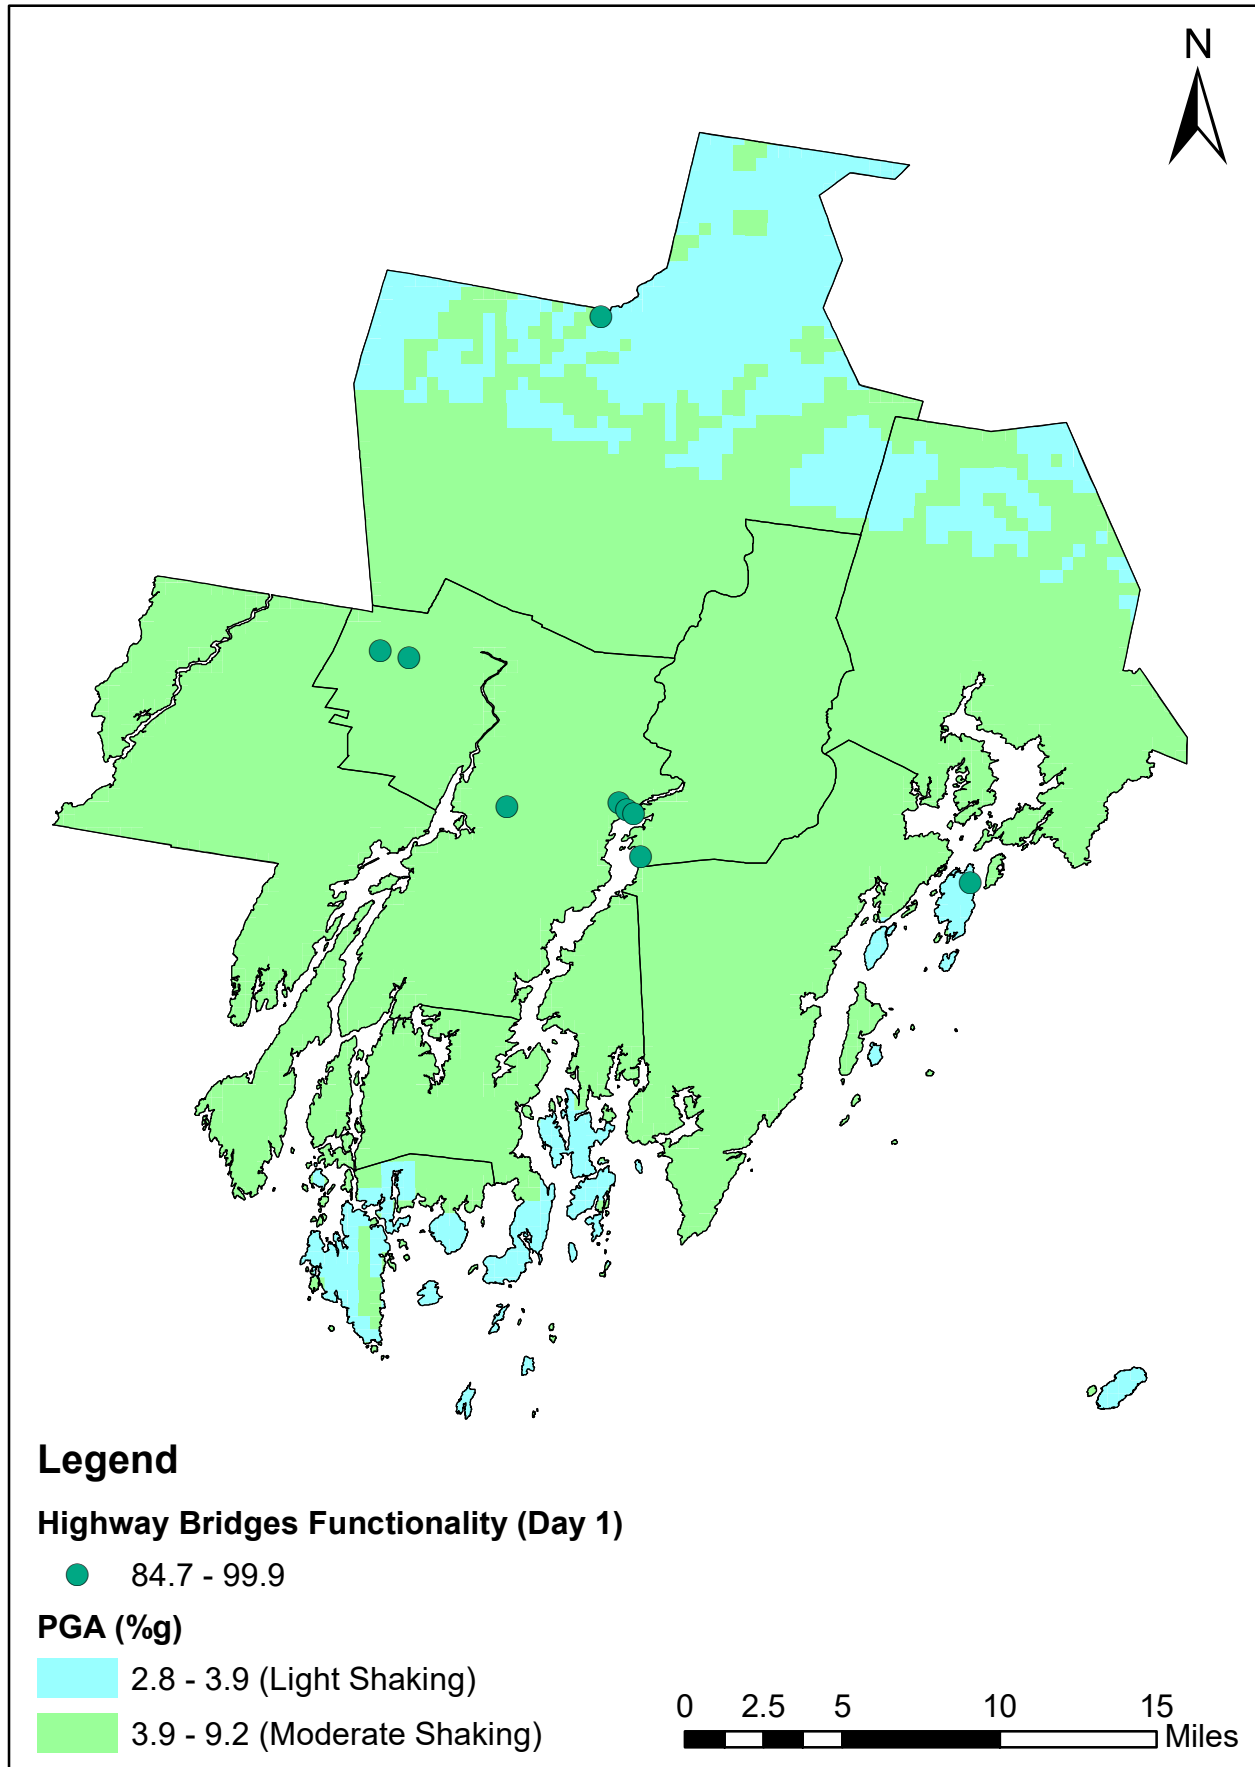 N
Legend
Highway Bridges Functionality (Day 1)
84.7 - 99.9
PGA (%g)
2.8 - 3.9 (Light Shaking)
3.9 - 9.2 (Moderate Shaking)
0 2.5 5 10 15
Miles